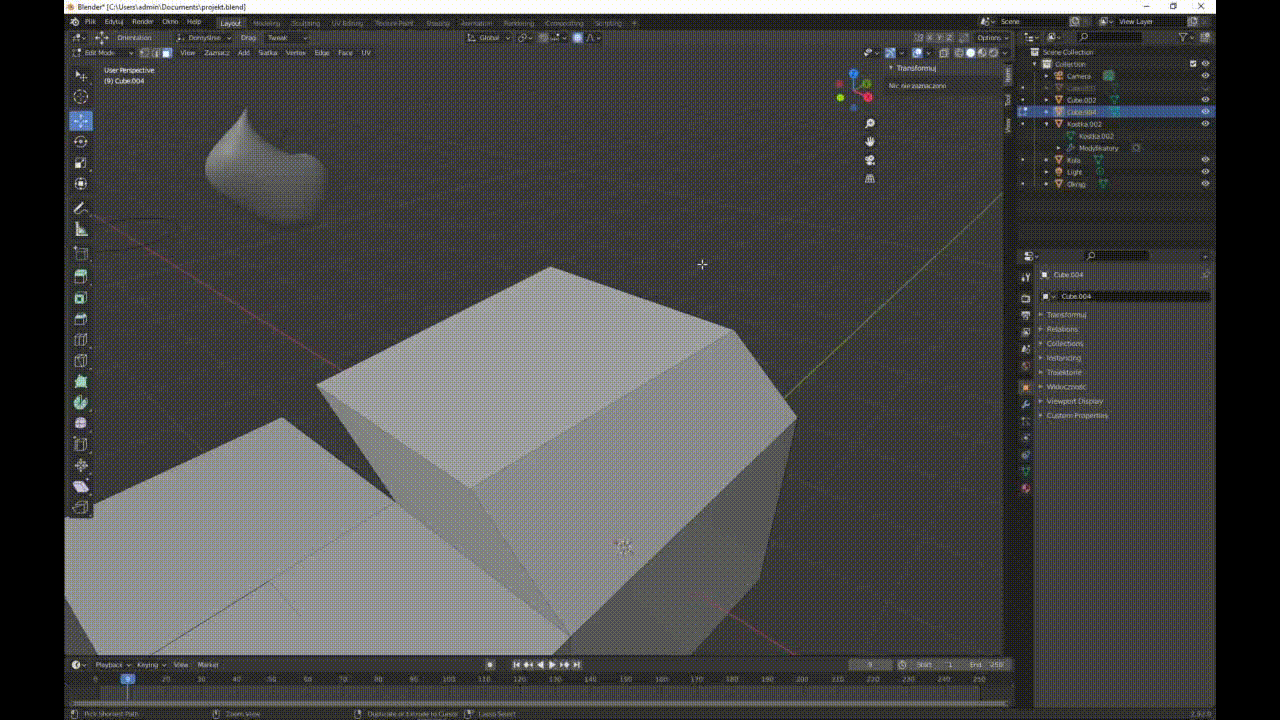 Blender* [C:\Users\admin\Documents\projekt.blend]
Plik Edytuj Render Okno Help Layout Modeling Sculpting UV Editing Texture Paint Shading Animation Rendering Compositing Scripting Scene View Layer
Orientation Domyślnie Drag Tweak Global X Y Z Options
Edit Mode View Zaznacz Add Siatka Vertex Edge Face UV
User Perspective
(9) Cube.004
Transformuj
Nic nie zaznaczono
Item
Tool
View
Scene Collection
Collection
Camera
Cube.002
Cube.004
Kostka.002
Kostka.002
Modyfikatory
Koło
Light
Okrąg
Cube.004
Cube.004
Transformuj
Relations
Collections
Instancing
Trajektorie
Widoczność
Viewport Display
Custom Properties
Playback Keying View Marker 9 Start 1 End 250
0 9 20 30 40 50 60 70 80 90 100 110 120 130 140 150 160 170 180 190 200 210 220 230 240 250
Pick Shortest Path Zoom View Duplicate or Extrude to Cursor Lasso Select